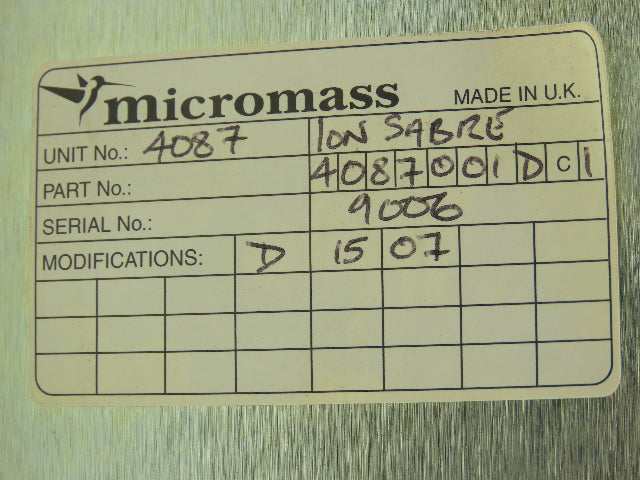 micromass MADE IN U.K.
UNIT No.: 4087 ION SABRE
PART No.: 4087001DC1
SERIAL No.: 9006
MODIFICATIONS: D 15 07